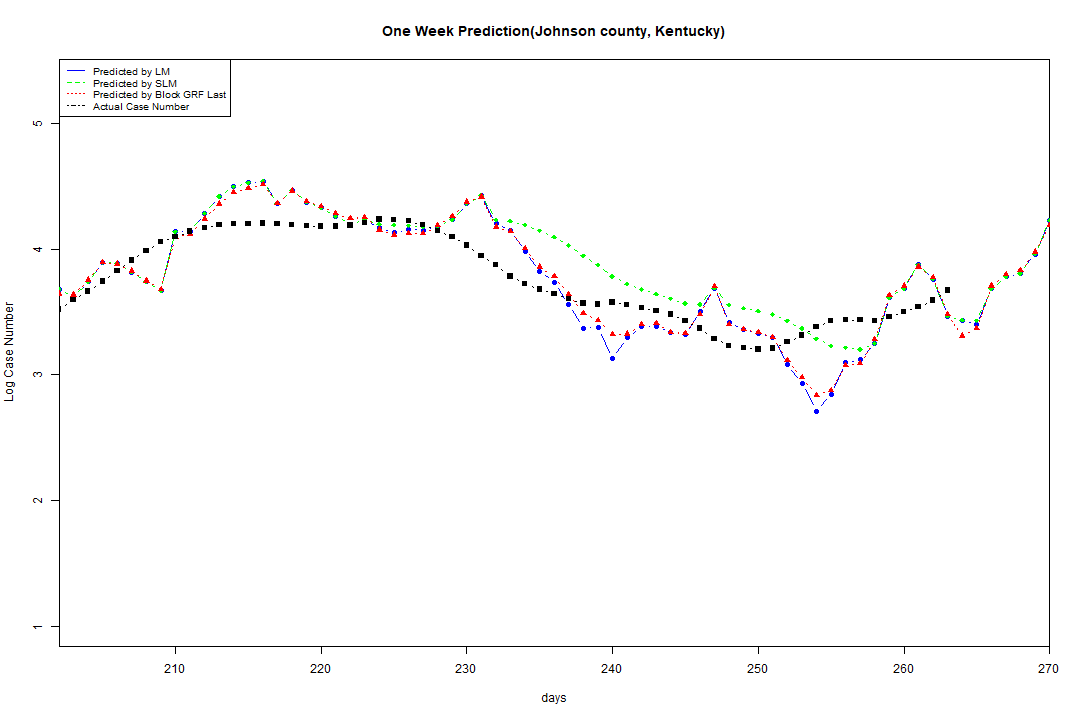 One Week Prediction(Johnson county, Kentucky)
Predicted by LM
Predicted by SLM
Predicted by Block GRF Last
Actual Case Number
5
4
3
2
1
Log Case Number
210 220 230 240 250 260 270
days